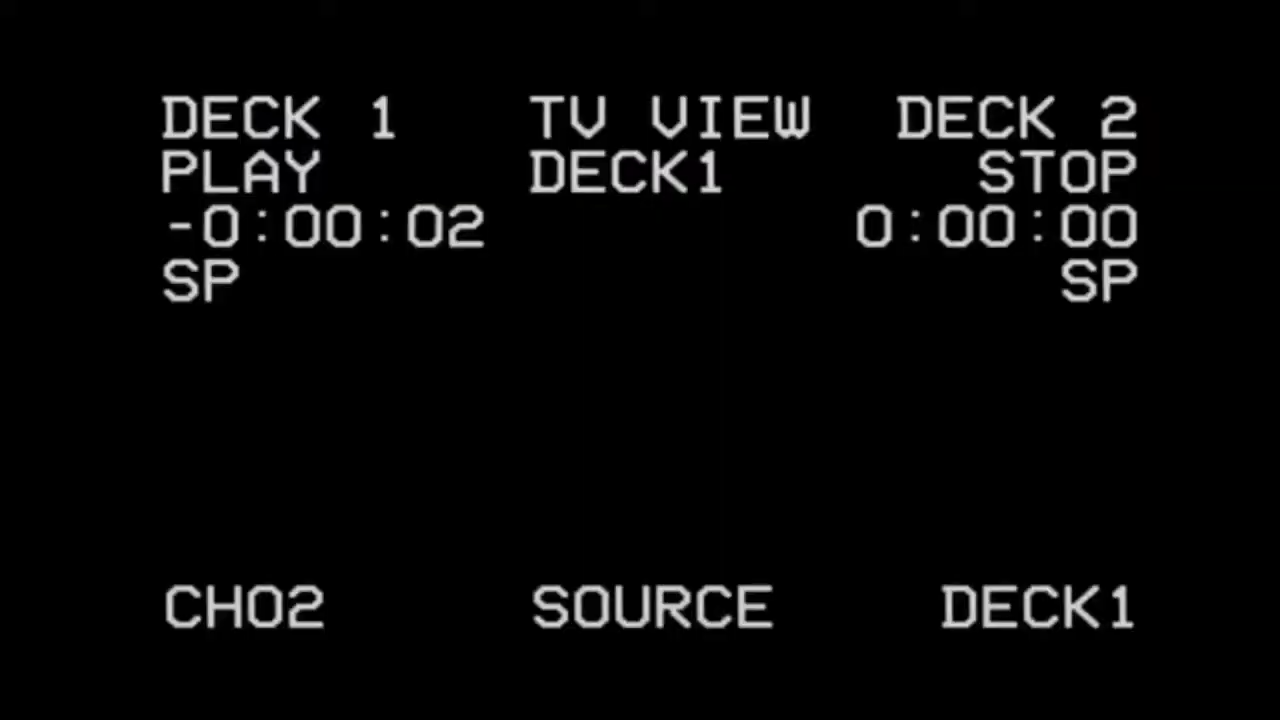 DECK 1 TV VIEW DECK 2
PLAY DECK1 STOP
-0:00:02 0:00:00
SP SP
CH02 SOURCE DECK1